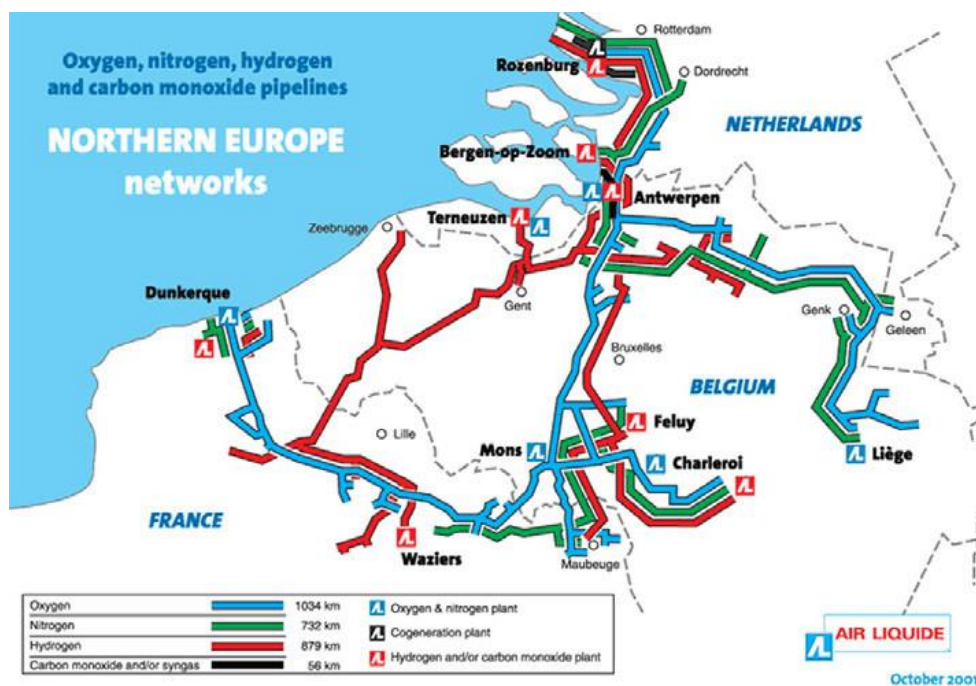 Oxygen, nitrogen, hydrogen
and carbon monoxide pipelines
NORTHERN EUROPE
networks
Rotterdam
Rozenburg
Dordrecht
NETHERLANDS
Bergen-op-Zoom
Antwerpen
Terneuzen
Zeebrugge
Dunkerque
Gent
Genk
Geleen
Bruxelles
BELGIUM
Lille
Feluy
Mons
Charleroi
Liège
FRANCE
Waziers
Maubeuge
Oxygen 1034 km
Nitrogen 732 km
Hydrogen 879 km
Carbon monoxide and/or syngas 56 km
Oxygen & nitrogen plant
Cogeneration plant
Hydrogen and/or carbon monoxide plant
AIR LIQUIDE
October